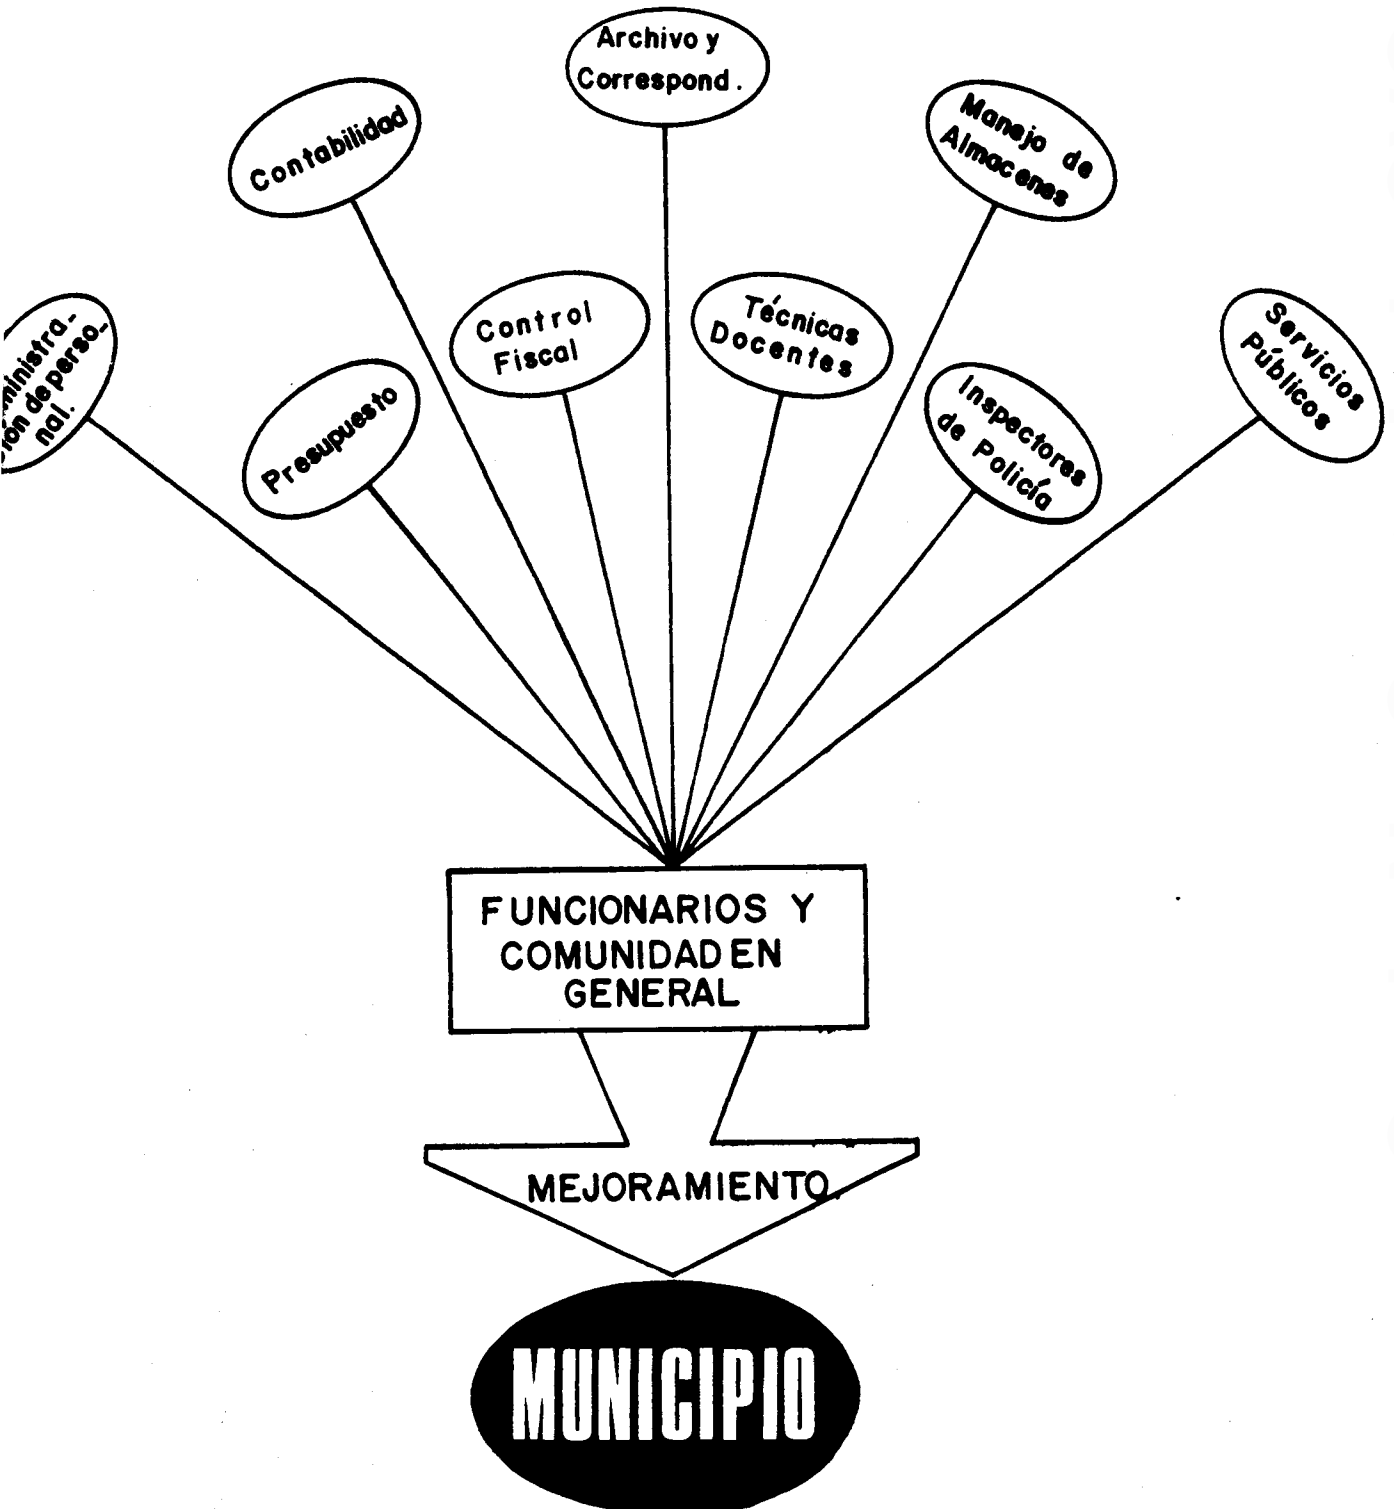 Archivo y
Correspond.
Contabilidad
Manejo de
Almacenes
Control
Fiscal
Técnicas
Docentes
ministra-
ión de perso-
nal.
Presupuesto
Inspectores
de Policía
Servicios
Públicos
FUNCIONARIOS Y
COMUNIDAD EN
GENERAL
MEJORAMIENTO.
MUNICIPIO